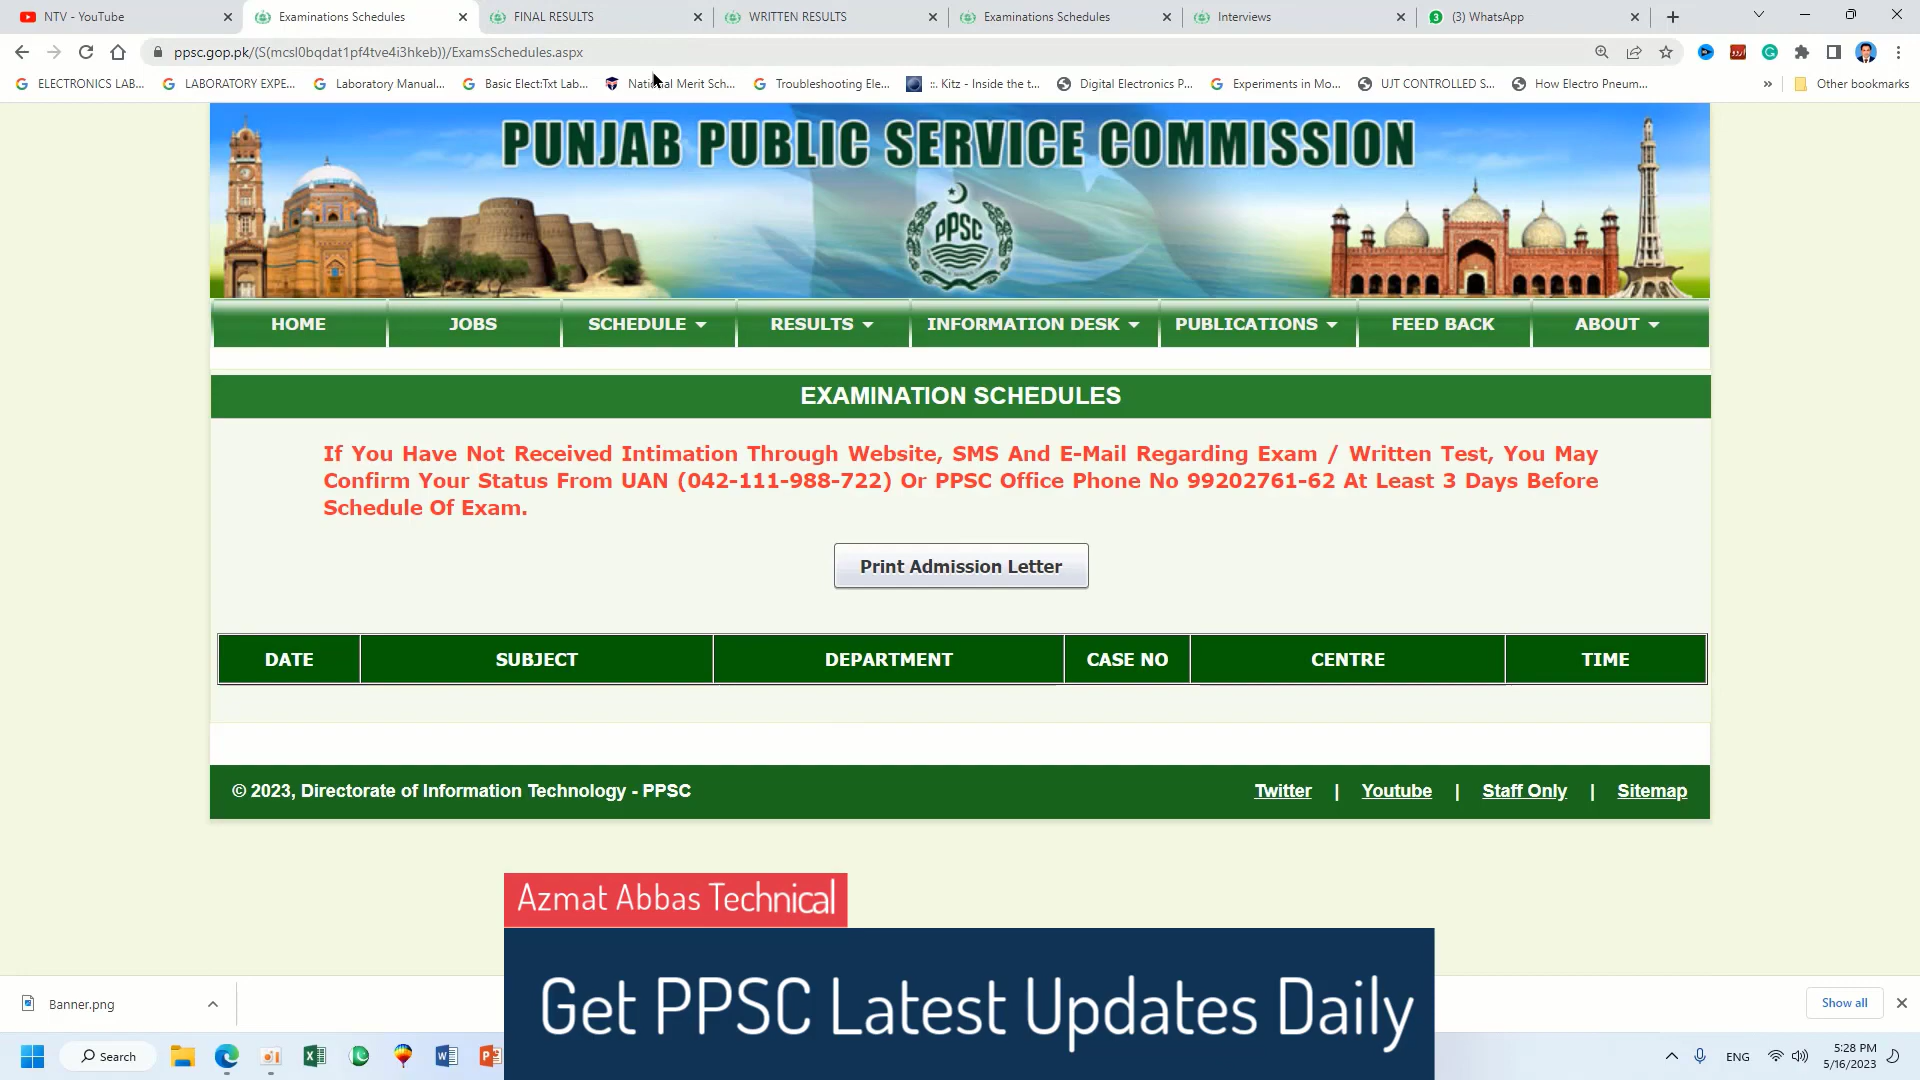 NTV - YouTube
Examinations Schedules
FINAL RESULTS
WRITTEN RESULTS
Examinations Schedules
Interviews
(3) WhatsApp
ppsc.gop.pk/(S(mcsl0bqdat1pf4tve4i3hkeb))/ExamsSchedules.aspx
ELECTRONICS LAB...
LABORATORY EXPE...
Laboratory Manual...
Basic Elect:Txt Lab...
National Merit Sch...
Troubleshooting Ele...
::. Kitz - Inside the t...
Digital Electronics P...
Experiments in Mo...
UJT CONTROLLED S...
How Electro Pneum...
»
Other bookmarks
PUNJAB PUBLIC SERVICE COMMISSION
PPSC
HOME
JOBS
SCHEDULE
RESULTS
INFORMATION DESK
PUBLICATIONS
FEED BACK
ABOUT
EXAMINATION SCHEDULES
If You Have Not Received Intimation Through Website, SMS And E-Mail Regarding Exam / Written Test, You May
Confirm Your Status From UAN (042-111-988-722) Or PPSC Office Phone No 99202761-62 At Least 3 Days Before
Schedule Of Exam.
Print Admission Letter
DATE
SUBJECT
DEPARTMENT
CASE NO
CENTRE
TIME
© 2023, Directorate of Information Technology - PPSC
Twitter | Youtube | Staff Only | Sitemap
Azmat Abbas Technical
Get PPSC Latest Updates Daily
Banner.png
Show all
Search
ENG
5:28 PM
5/16/2023